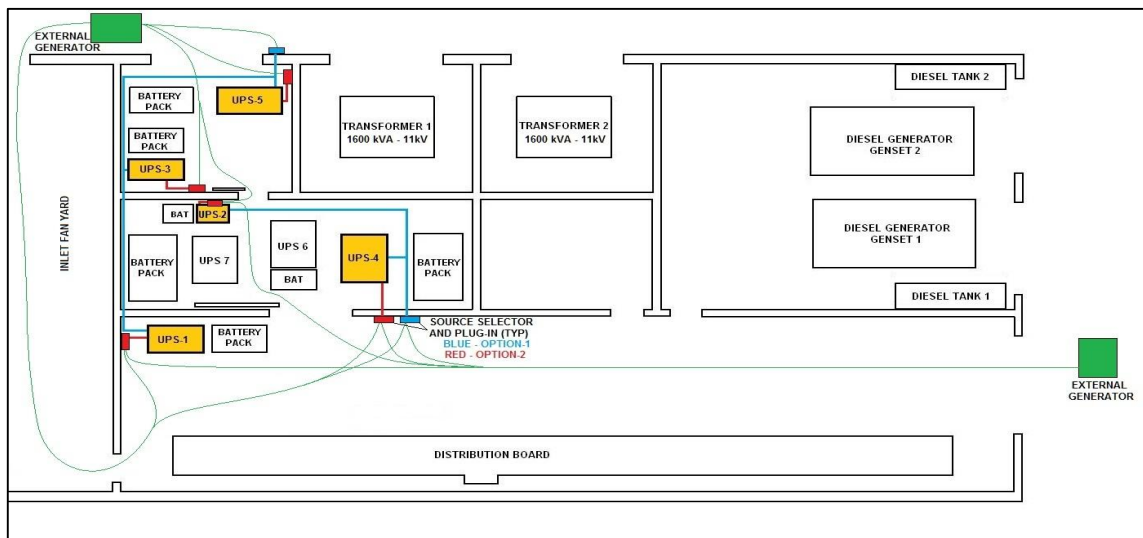 EXTERNAL
GENERATOR
DIESEL TANK 2
BATTERY
PACK
UPS-5
TRANSFORMER 1
1600 kVA - 11kV
TRANSFORMER 2
1600 kVA - 11kV
DIESEL GENERATOR
GENSET 2
BATTERY
PACK
UPS-3
INLET FAN YARD
BAT
UPS-2
DIESEL GENERATOR
GENSET 1
BATTERY
PACK
UPS 7
UPS 6
BAT
UPS-4
BATTERY
PACK
DIESEL TANK 1
UPS-1
BATTERY
PACK
SOURCE SELECTOR
AND PLUG-IN (TYP)
BLUE - OPTION-1
RED - OPTION-2
EXTERNAL
GENERATOR
DISTRIBUTION BOARD